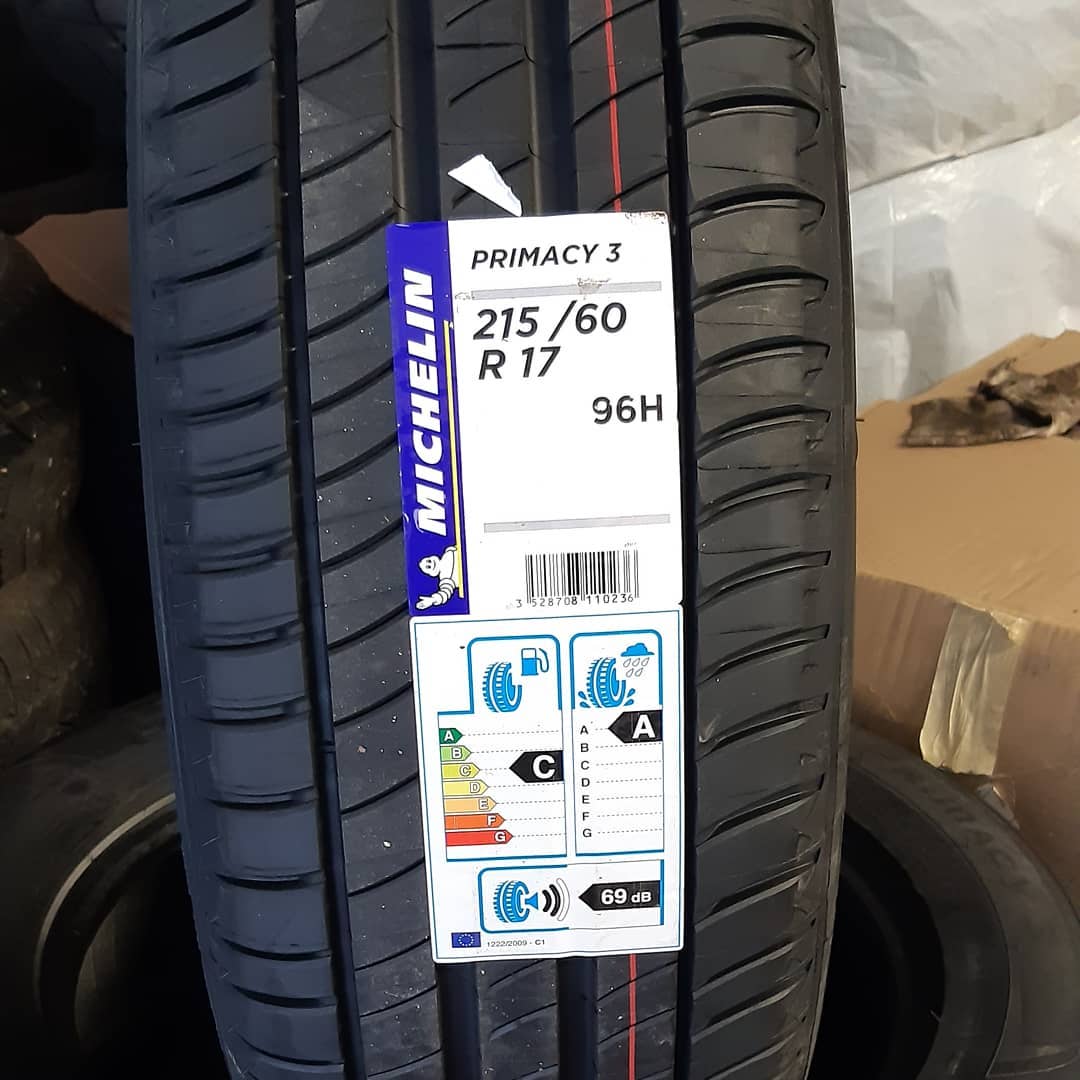 MICHELIN
PRIMACY 3
215 /60
R 17
96H
3 528708 110236
A
B
C
D
E
F
G
C
A
B
C
D
E
F
G
A
69 dB
1222/2009 - C1